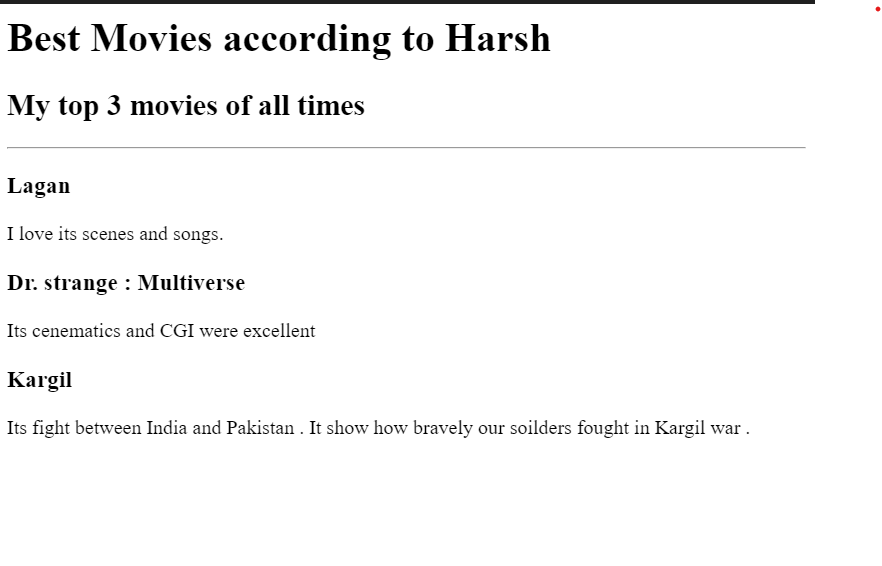 Best Movies according to Harsh
My top 3 movies of all times
Lagan
I love its scenes and songs.
Dr. strange : Multiverse
Its cenematics and CGI were excellent
Kargil
Its fight between India and Pakistan . It show how bravely our soilders fought in Kargil war .